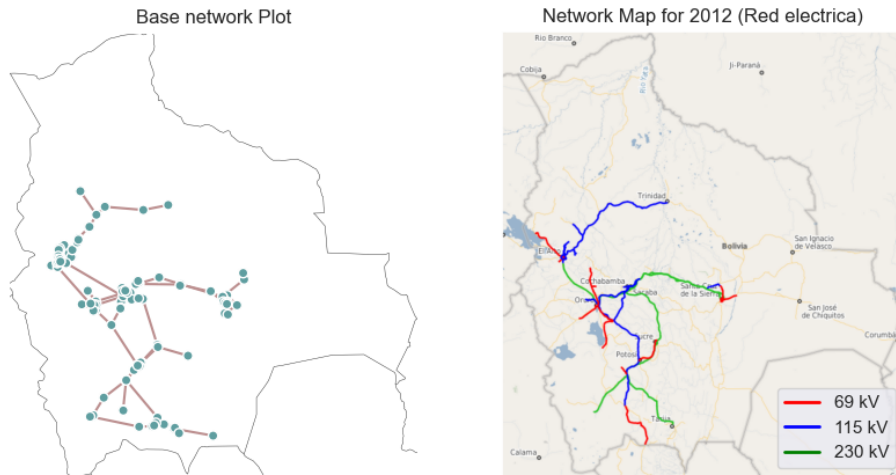 Base network Plot
Network Map for 2012 (Red electrica)
Rio Branco
Cobija
Ji-Paraná
Trinidad
Bolivia
San Ignacio
de Velasco
Cochabamba
Sacaba
de la Sierra
San José
de Chiquitos
Corumbá
Potosí
Tarija
Calama
69 kV
115 kV
230 kV